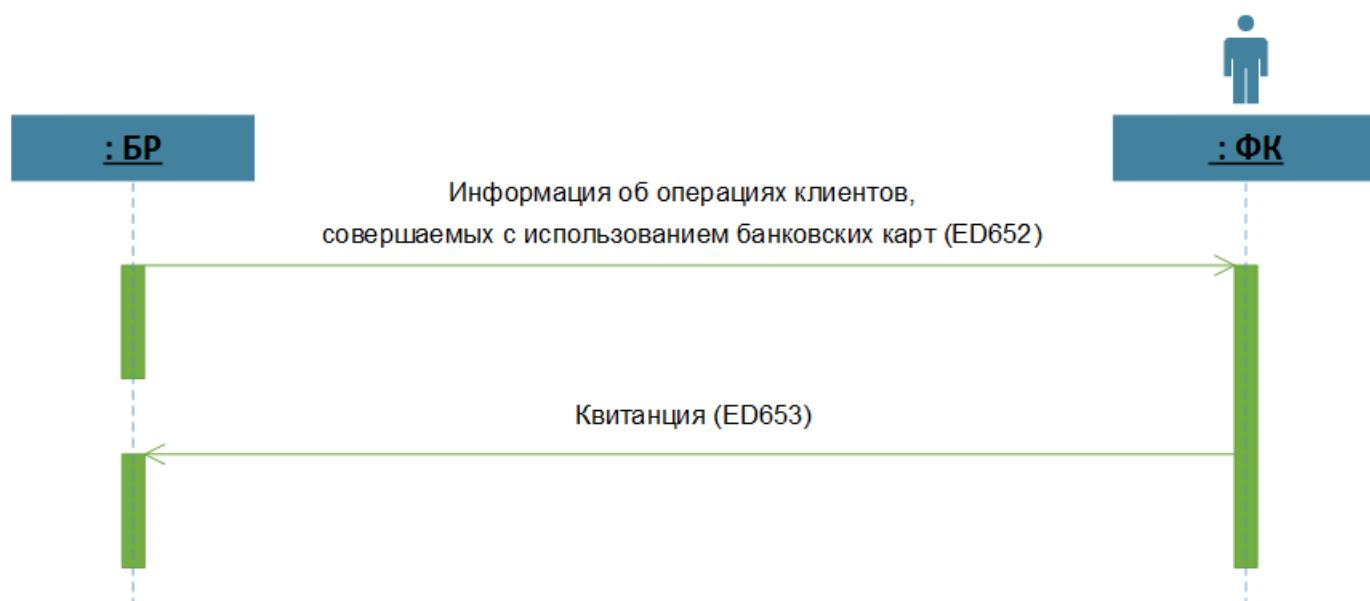 : БР
: ФК
Информация об операциях клиентов,
совершаемых с использованием банковских карт (ED652)
Квитанция (ED653)